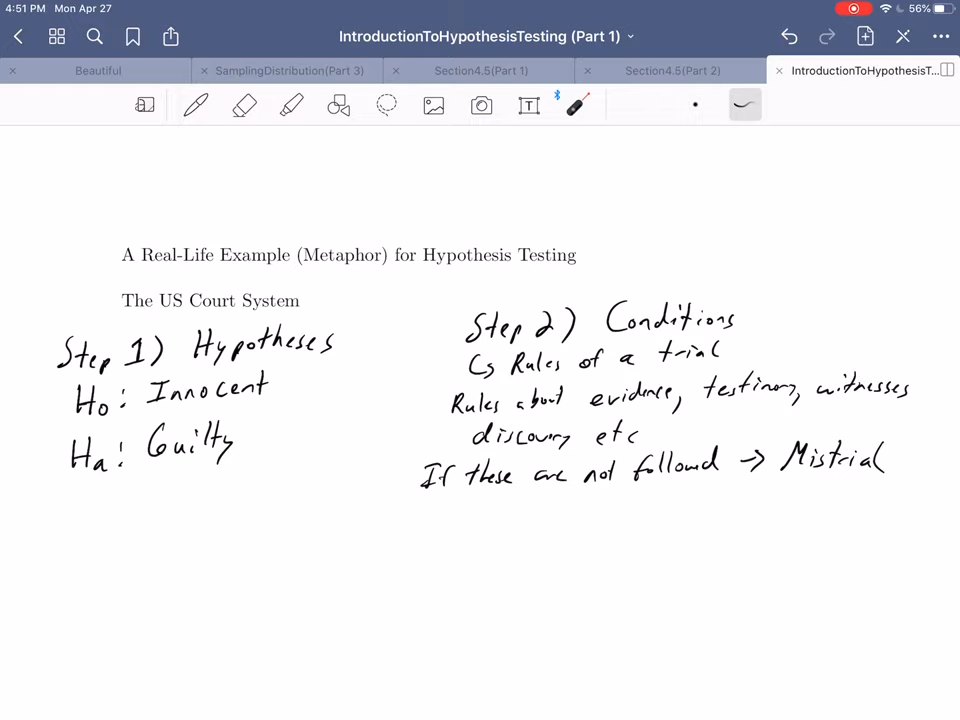 4:51 PM Mon Apr 27
56%
IntroductionToHypothesisTesting (Part 1)
Beautiful
SamplingDistribution(Part 3)
Section4.5(Part 1)
Section4.5(Part 2)
IntroductionToHypothesisT...
T
A Real-Life Example (Metaphor) for Hypothesis Testing
The US Court System
Step 1) Hypotheses
Ho: Innocent
Ha: Guilty
Step 2) Conditions
↳ Rules of a trial
Rules about evidence, testimony, witnesses
discovery etc
If these are not followed → Mistrial